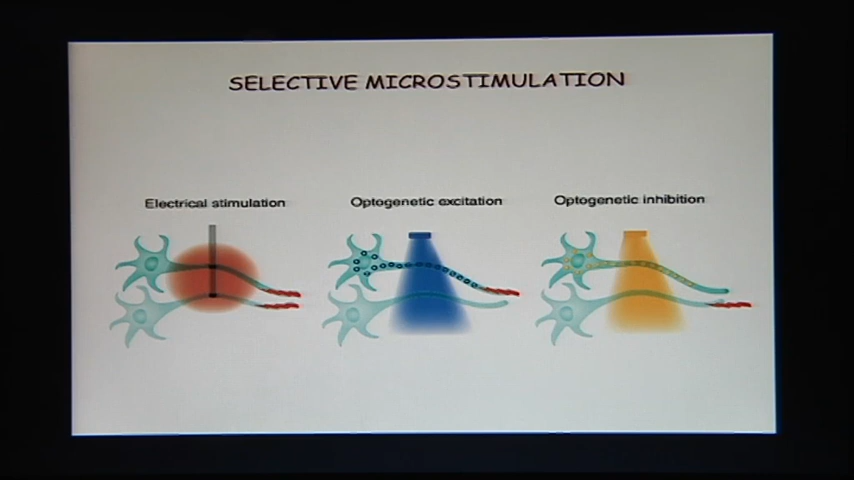 SELECTIVE MICROSTIMULATION
Electrical stimulation
Optogenetic excitation
Optogenetic inhibition